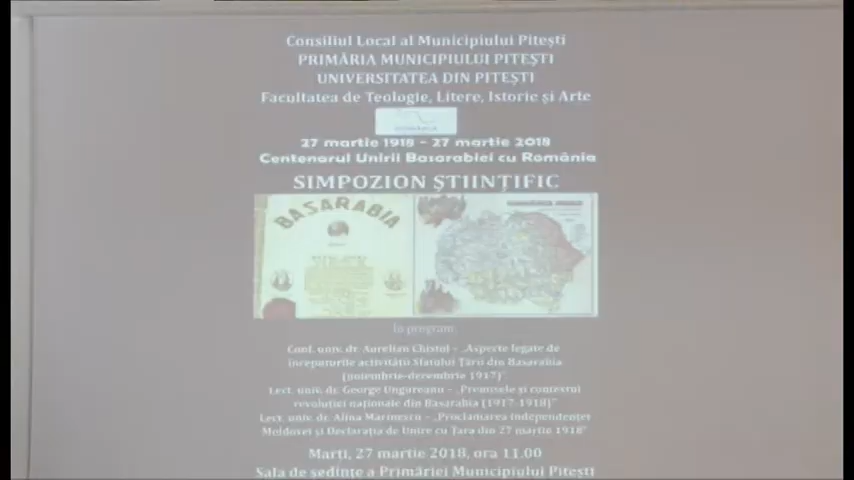 Consiliul Local al Municipiului Pitești
PRIMĂRIA MUNICIPIULUI PITEȘTI
UNIVERSITATEA DIN PITEȘTI
Facultatea de Teologie, Litere, Istorie și Arte
27 martie 1918 – 27 martie 2018
Centenarul Unirii Basarabiei cu România
SIMPOZION ȘTIINȚIFIC
BASARABIA
În program:
Conf. univ. dr. Aurelian Chistol – „Aspecte legate de
începuturile activității Sfatului Țării din Basarabia
(noiembrie-decembrie 1917)”
Lect. univ. dr. George Ungureanu – „Premisele și contextul
revoluției naționale din Basarabia (1917-1918)”
Lect. univ. dr. Alina Marinescu – „Proclamarea independenței
Moldovei și Declarația de Unire cu Țara din 27 martie 1918”
Marți, 27 martie 2018, ora 11.00
Sala de ședințe a Primăriei Municipiului Pitești